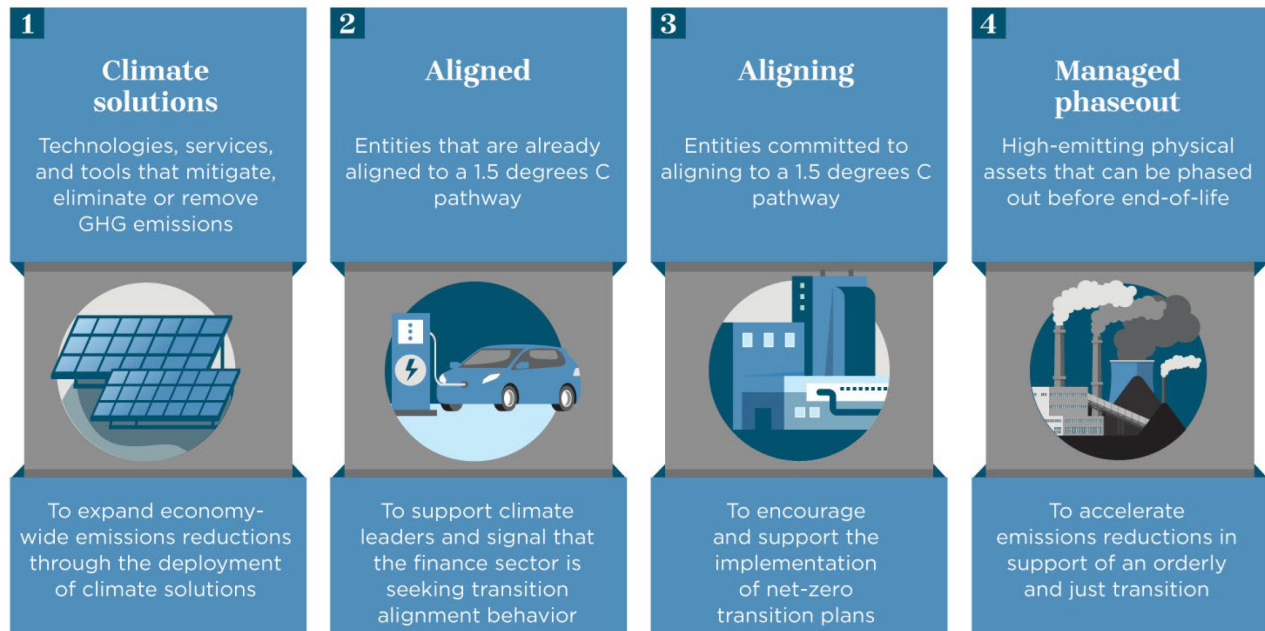 1
Climate
solutions
Technologies, services,
and tools that mitigate,
eliminate or remove
GHG emissions
To expand economy-
wide emissions reductions
through the deployment
of climate solutions
2
Aligned
Entities that are already
aligned to a 1.5 degrees C
pathway
To support climate
leaders and signal that
the finance sector is
seeking transition
alignment behavior
3
Aligning
Entities committed to
aligning to a 1.5 degrees C
pathway
To encourage
and support the
implementation
of net-zero
transition plans
4
Managed
phaseout
High-emitting physical
assets that can be phased
out before end-of-life
To accelerate
emissions reductions in
support of an orderly
and just transition